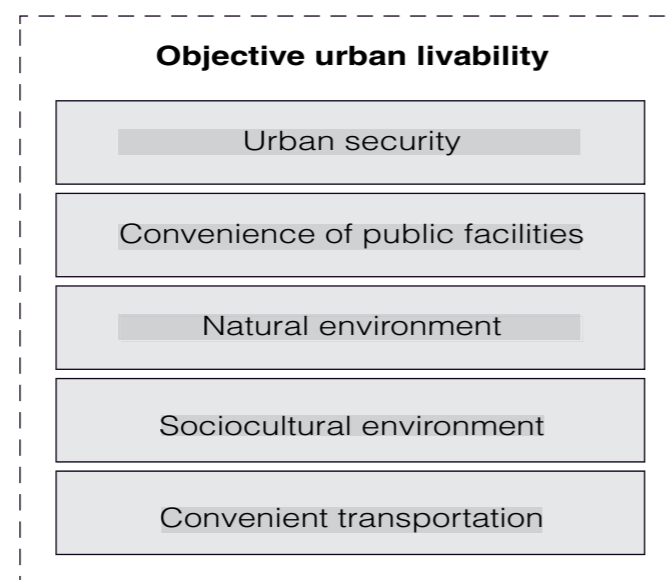 Objective urban livability
Urban security
Convenience of public facilities
Natural environment
Sociocultural environment
Convenient transportation